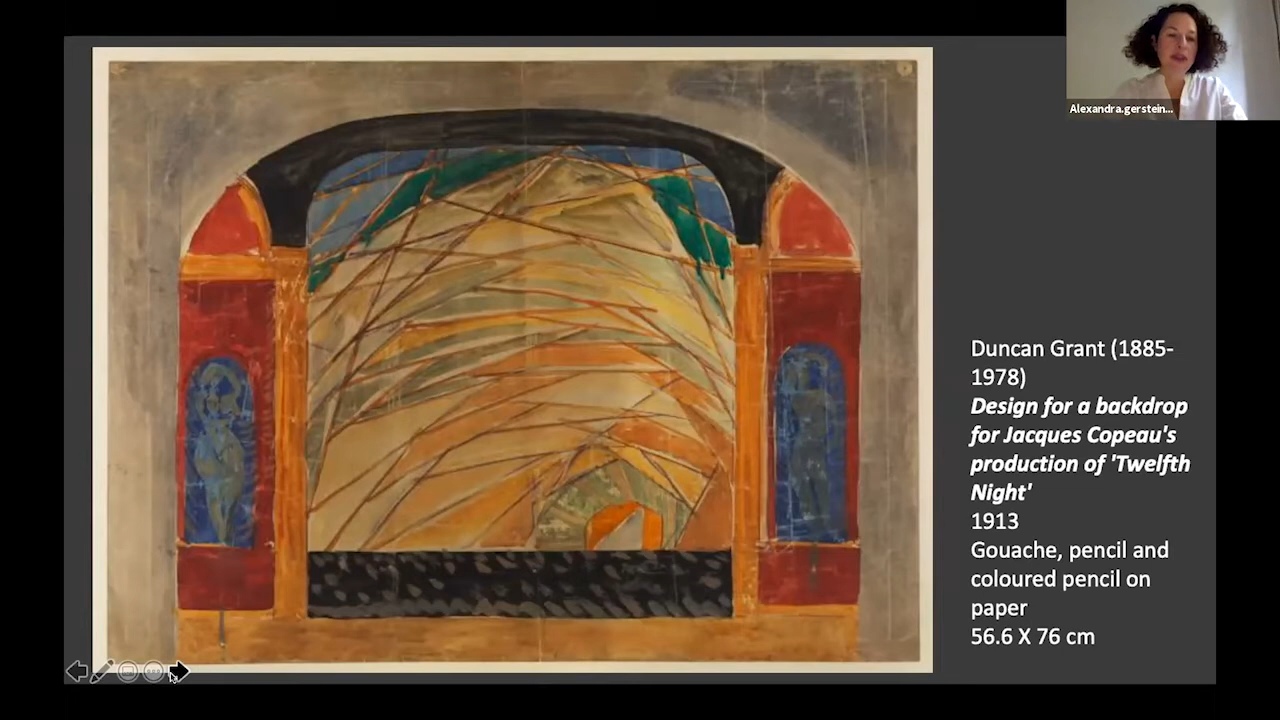 Alexandra.gerstein...
Duncan Grant (1885-
1978)
Design for a backdrop
for Jacques Copeau's
production of 'Twelfth
Night'
1913
Gouache, pencil and
coloured pencil on
paper
56.6 X 76 cm